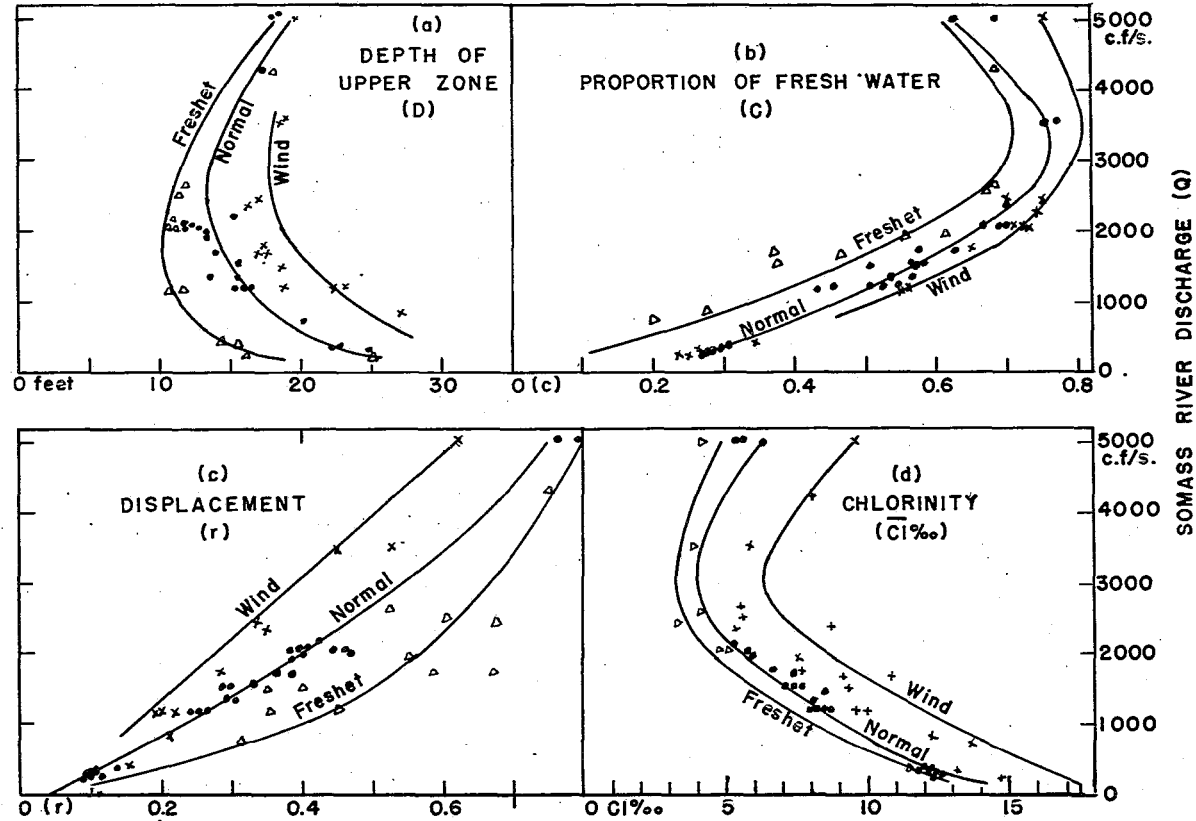 (a)
DEPTH OF
UPPER ZONE
(D)
Freshet
Normal
Wind
0 feet 10 20 30
(b)
PROPORTION OF FRESH WATER
(C)
Freshet
Normal
Wind
0 (c) 0.2 0.4 0.6 0.8
5000
c.f/s.
4000
3000
2000
1000
0
(c)
DISPLACEMENT
(r)
Wind
Normal
Freshet
0 (r) 0.2 0.4 0.6
(d)
CHLORINITY
(C̅l̅‰)
Wind
Normal
Freshet
0 Cl‰ 5 10 15
5000
c.f/s.
4000
3000
2000
1000
0
SOMASS RIVER DISCHARGE (Q)